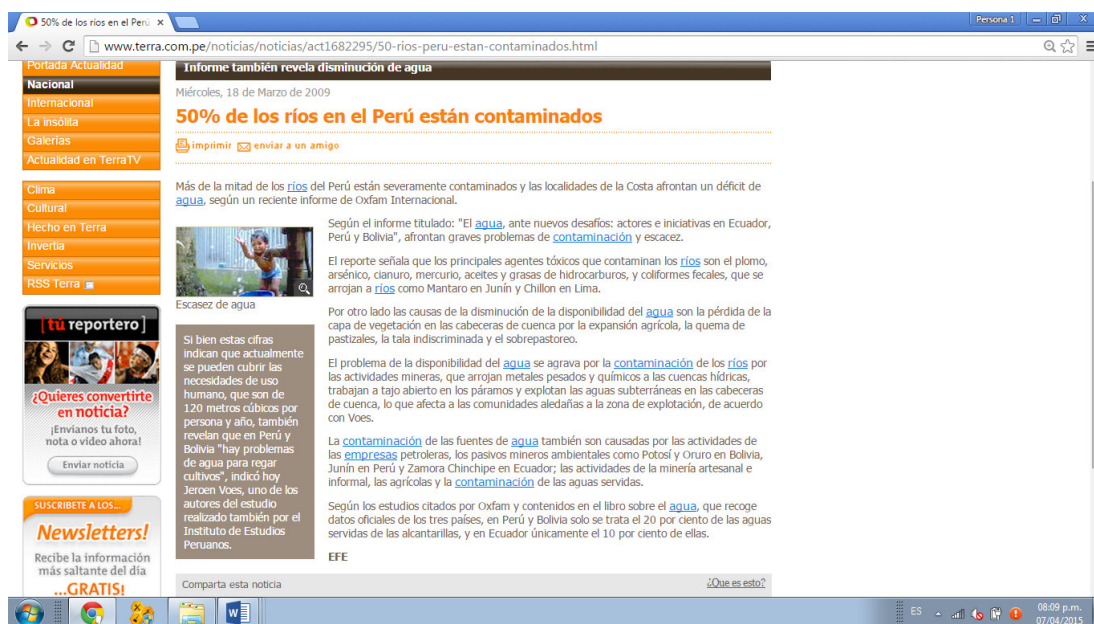 50% de los ríos en el Perú
Persona 1
www.terra.com.pe/noticias/noticias/act1682295/50-rios-peru-estan-contaminados.html
Portada Actualidad
Nacional
Internacional
La insólita
Galerías
Actualidad en TerraTV
Clima
Cultural
Hecho en Terra
Invertia
Servicios
RSS Terra
[tú reportero]
¿Quieres convertirte
en noticia?
¡Envíanos tu foto,
nota o video ahora!
Enviar noticia
SUSCRIBETE A LOS...
Newsletters!
Recibe la información
más saltante del día
...GRATIS!
Informe también revela disminución de agua
Miércoles, 18 de Marzo de 2009
50% de los ríos en el Perú están contaminados
imprimir enviar a un amigo
Más de la mitad de los ríos del Perú están severamente contaminados y las localidades de la Costa afrontan un déficit de
agua, según un reciente informe de Oxfam Internacional.
Escasez de agua
Si bien estas cifras
indican que actualmente
se pueden cubrir las
necesidades de uso
humano, que son de
120 metros cúbicos por
persona y año, también
revelan que en Perú y
Bolivia "hay problemas
de agua para regar
cultivos", indicó hoy
Jeroen Voes, uno de los
autores del estudio
realizado también por el
Instituto de Estudios
Peruanos.
Según el informe titulado: "El agua, ante nuevos desafíos: actores e iniciativas en Ecuador,
Perú y Bolivia", afrontan graves problemas de contaminación y escacez.
El reporte señala que los principales agentes tóxicos que contaminan los ríos son el plomo,
arsénico, cianuro, mercurio, aceites y grasas de hidrocarburos, y coliformes fecales, que se
arrojan a ríos como Mantaro en Junín y Chillon en Lima.
Por otro lado las causas de la disminución de la disponibilidad del agua son la pérdida de la
capa de vegetación en las cabeceras de cuenca por la expansión agrícola, la quema de
pastizales, la tala indiscriminada y el sobrepastoreo.
El problema de la disponibilidad del agua se agrava por la contaminación de los ríos por
las actividades mineras, que arrojan metales pesados y químicos a las cuencas hídricas,
trabajan a tajo abierto en los páramos y explotan las aguas subterráneas en las cabeceras
de cuenca, lo que afecta a las comunidades aledañas a la zona de explotación, de acuerdo
con Voes.
La contaminación de las fuentes de agua también son causadas por las actividades de
las empresas petroleras, los pasivos mineros ambientales como Potosí y Oruro en Bolivia,
Junín en Perú y Zamora Chinchipe en Ecuador; las actividades de la minería artesanal e
informal, las agrícolas y la contaminación de las aguas servidas.
Según los estudios citados por Oxfam y contenidos en el libro sobre el agua, que recoge
datos oficiales de los tres países, en Perú y Bolivia solo se trata el 20 por ciento de las aguas
servidas de las alcantarillas, y en Ecuador únicamente el 10 por ciento de ellas.
EFE
Comparta esta noticia
¿Que es esto?
ES
08:09 p.m.
07/04/2015